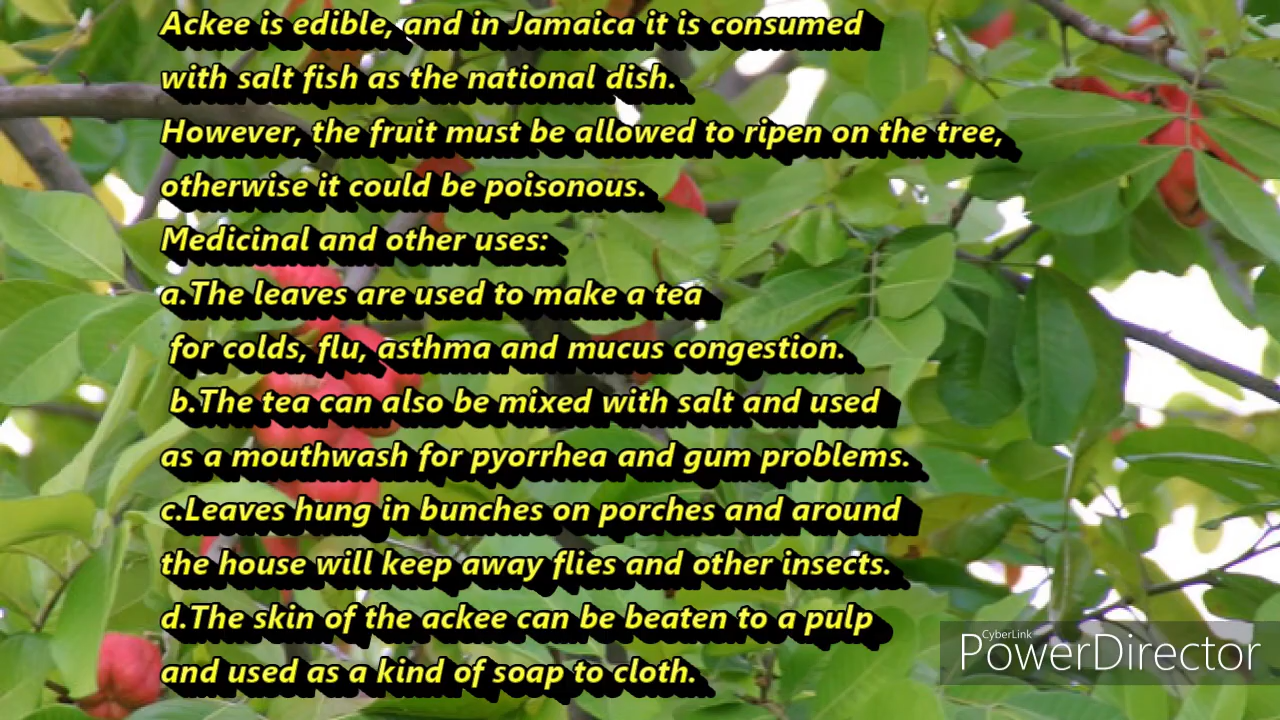 Ackee is edible, and in Jamaica it is consumed
with salt fish as the national dish.
However, the fruit must be allowed to ripen on the tree,
otherwise it could be poisonous.
Medicinal and other uses:
a.The leaves are used to make a tea
for colds, flu, asthma and mucus congestion.
b.The tea can also be mixed with salt and used
as a mouthwash for pyorrhea and gum problems.
c.Leaves hung in bunches on porches and around
the house will keep away flies and other insects.
d.The skin of the ackee can be beaten to a pulp
and used as a kind of soap to cloth.
CyberLink
PowerDirector